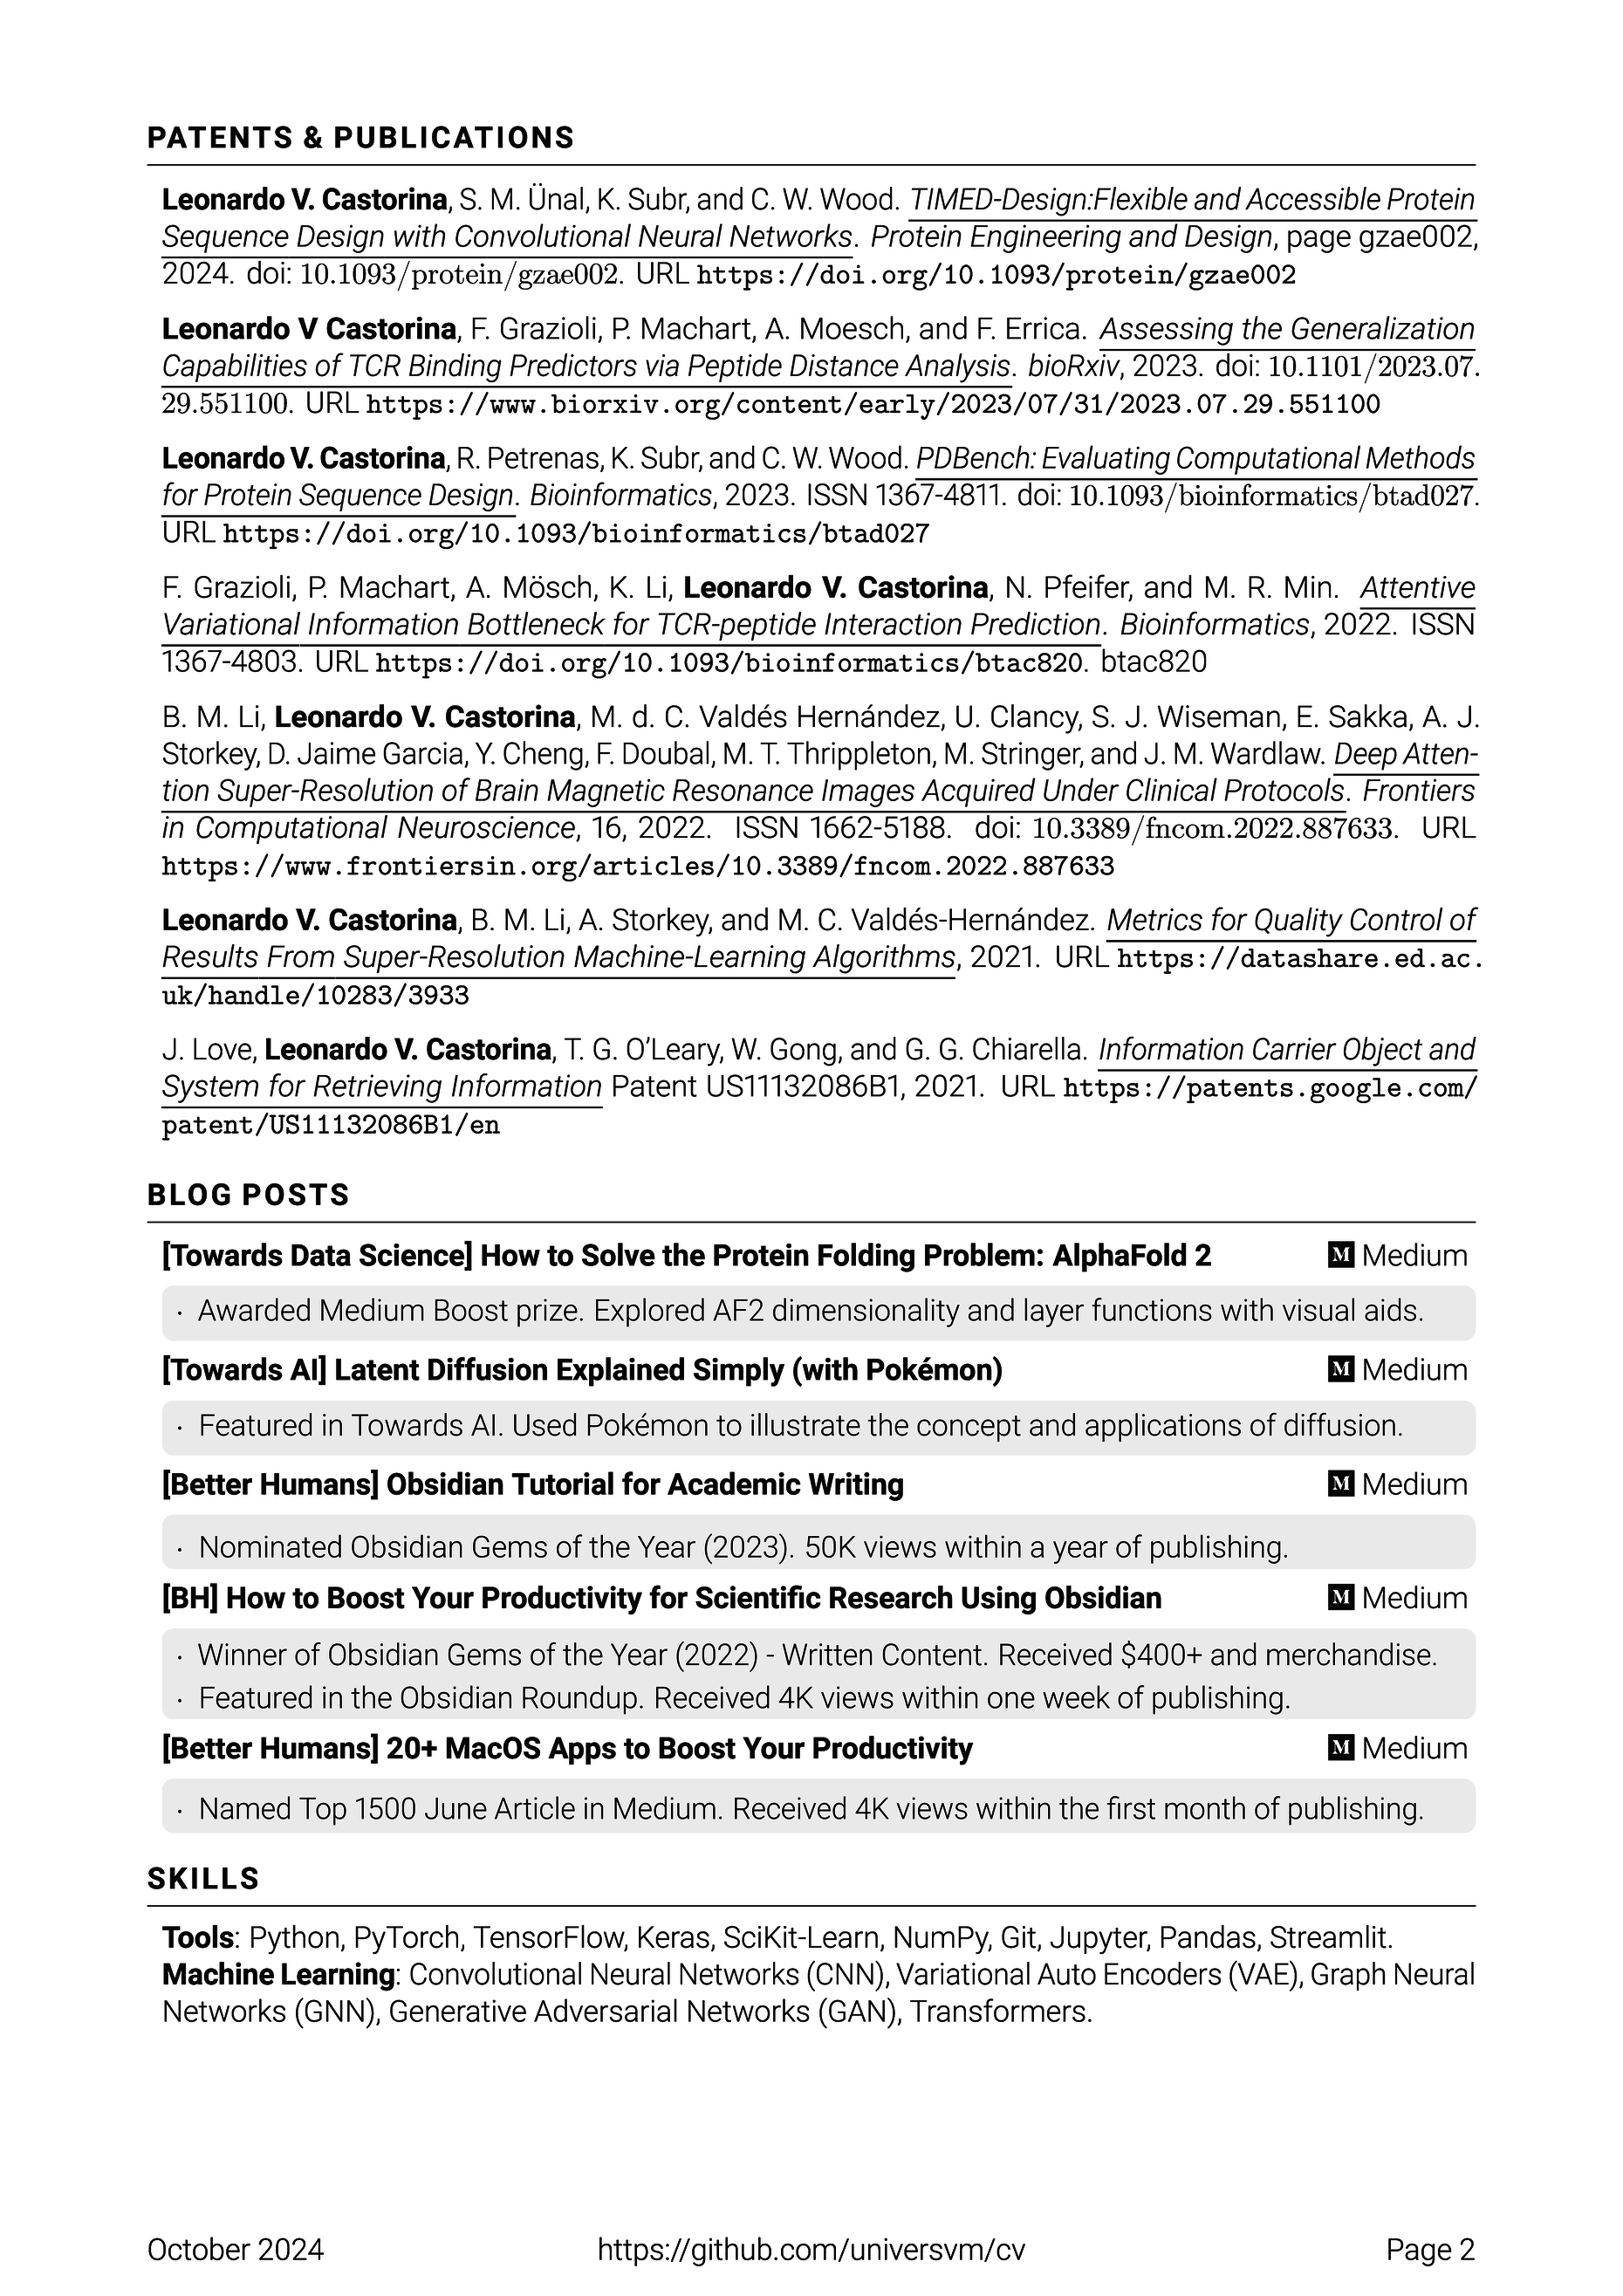 PATENTS & PUBLICATIONS
Leonardo V. Castorina, S. M. Ünal, K. Subr, and C. W. Wood. TIMED-Design:Flexible and Accessible Protein
Sequence Design with Convolutional Neural Networks. Protein Engineering and Design, page gzae002,
2024. doi: 10.1093/protein/gzae002. URL https://doi.org/10.1093/protein/gzae002
Leonardo V Castorina, F. Grazioli, P. Machart, A. Moesch, and F. Errica. Assessing the Generalization
Capabilities of TCR Binding Predictors via Peptide Distance Analysis. bioRxiv, 2023. doi: 10.1101/2023.07.
29.551100. URL https://www.biorxiv.org/content/early/2023/07/31/2023.07.29.551100
Leonardo V. Castorina, R. Petrenas, K. Subr, and C. W. Wood. PDBench: Evaluating Computational Methods
for Protein Sequence Design. Bioinformatics, 2023. ISSN 1367-4811. doi: 10.1093/bioinformatics/btad027.
URL https://doi.org/10.1093/bioinformatics/btad027
F. Grazioli, P. Machart, A. Mösch, K. Li, Leonardo V. Castorina, N. Pfeifer, and M. R. Min. Attentive
Variational Information Bottleneck for TCR-peptide Interaction Prediction. Bioinformatics, 2022. ISSN
1367-4803. URL https://doi.org/10.1093/bioinformatics/btac820. btac820
B. M. Li, Leonardo V. Castorina, M. d. C. Valdés Hernández, U. Clancy, S. J. Wiseman, E. Sakka, A. J.
Storkey, D. Jaime Garcia, Y. Cheng, F. Doubal, M. T. Thrippleton, M. Stringer, and J. M. Wardlaw. Deep Atten-
tion Super-Resolution of Brain Magnetic Resonance Images Acquired Under Clinical Protocols. Frontiers
in Computational Neuroscience, 16, 2022. ISSN 1662-5188. doi: 10.3389/fncom.2022.887633. URL
https://www.frontiersin.org/articles/10.3389/fncom.2022.887633
Leonardo V. Castorina, B. M. Li, A. Storkey, and M. C. Valdés-Hernández. Metrics for Quality Control of
Results From Super-Resolution Machine-Learning Algorithms, 2021. URL https://datashare.ed.ac.
uk/handle/10283/3933
J. Love, Leonardo V. Castorina, T. G. O'Leary, W. Gong, and G. G. Chiarella. Information Carrier Object and
System for Retrieving Information Patent US11132086B1, 2021. URL https://patents.google.com/
patent/US11132086B1/en
BLOG POSTS
[Towards Data Science] How to Solve the Protein Folding Problem: AlphaFold 2 M Medium
· Awarded Medium Boost prize. Explored AF2 dimensionality and layer functions with visual aids.
[Towards AI] Latent Diffusion Explained Simply (with Pokémon) M Medium
· Featured in Towards AI. Used Pokémon to illustrate the concept and applications of diffusion.
[Better Humans] Obsidian Tutorial for Academic Writing M Medium
· Nominated Obsidian Gems of the Year (2023). 50K views within a year of publishing.
[BH] How to Boost Your Productivity for Scientific Research Using Obsidian M Medium
· Winner of Obsidian Gems of the Year (2022) - Written Content. Received $400+ and merchandise.
· Featured in the Obsidian Roundup. Received 4K views within one week of publishing.
[Better Humans] 20+ MacOS Apps to Boost Your Productivity M Medium
· Named Top 1500 June Article in Medium. Received 4K views within the first month of publishing.
SKILLS
Tools: Python, PyTorch, TensorFlow, Keras, SciKit-Learn, NumPy, Git, Jupyter, Pandas, Streamlit.
Machine Learning: Convolutional Neural Networks (CNN), Variational Auto Encoders (VAE), Graph Neural
Networks (GNN), Generative Adversarial Networks (GAN), Transformers.
October 2024 https://github.com/universvm/cv Page 2